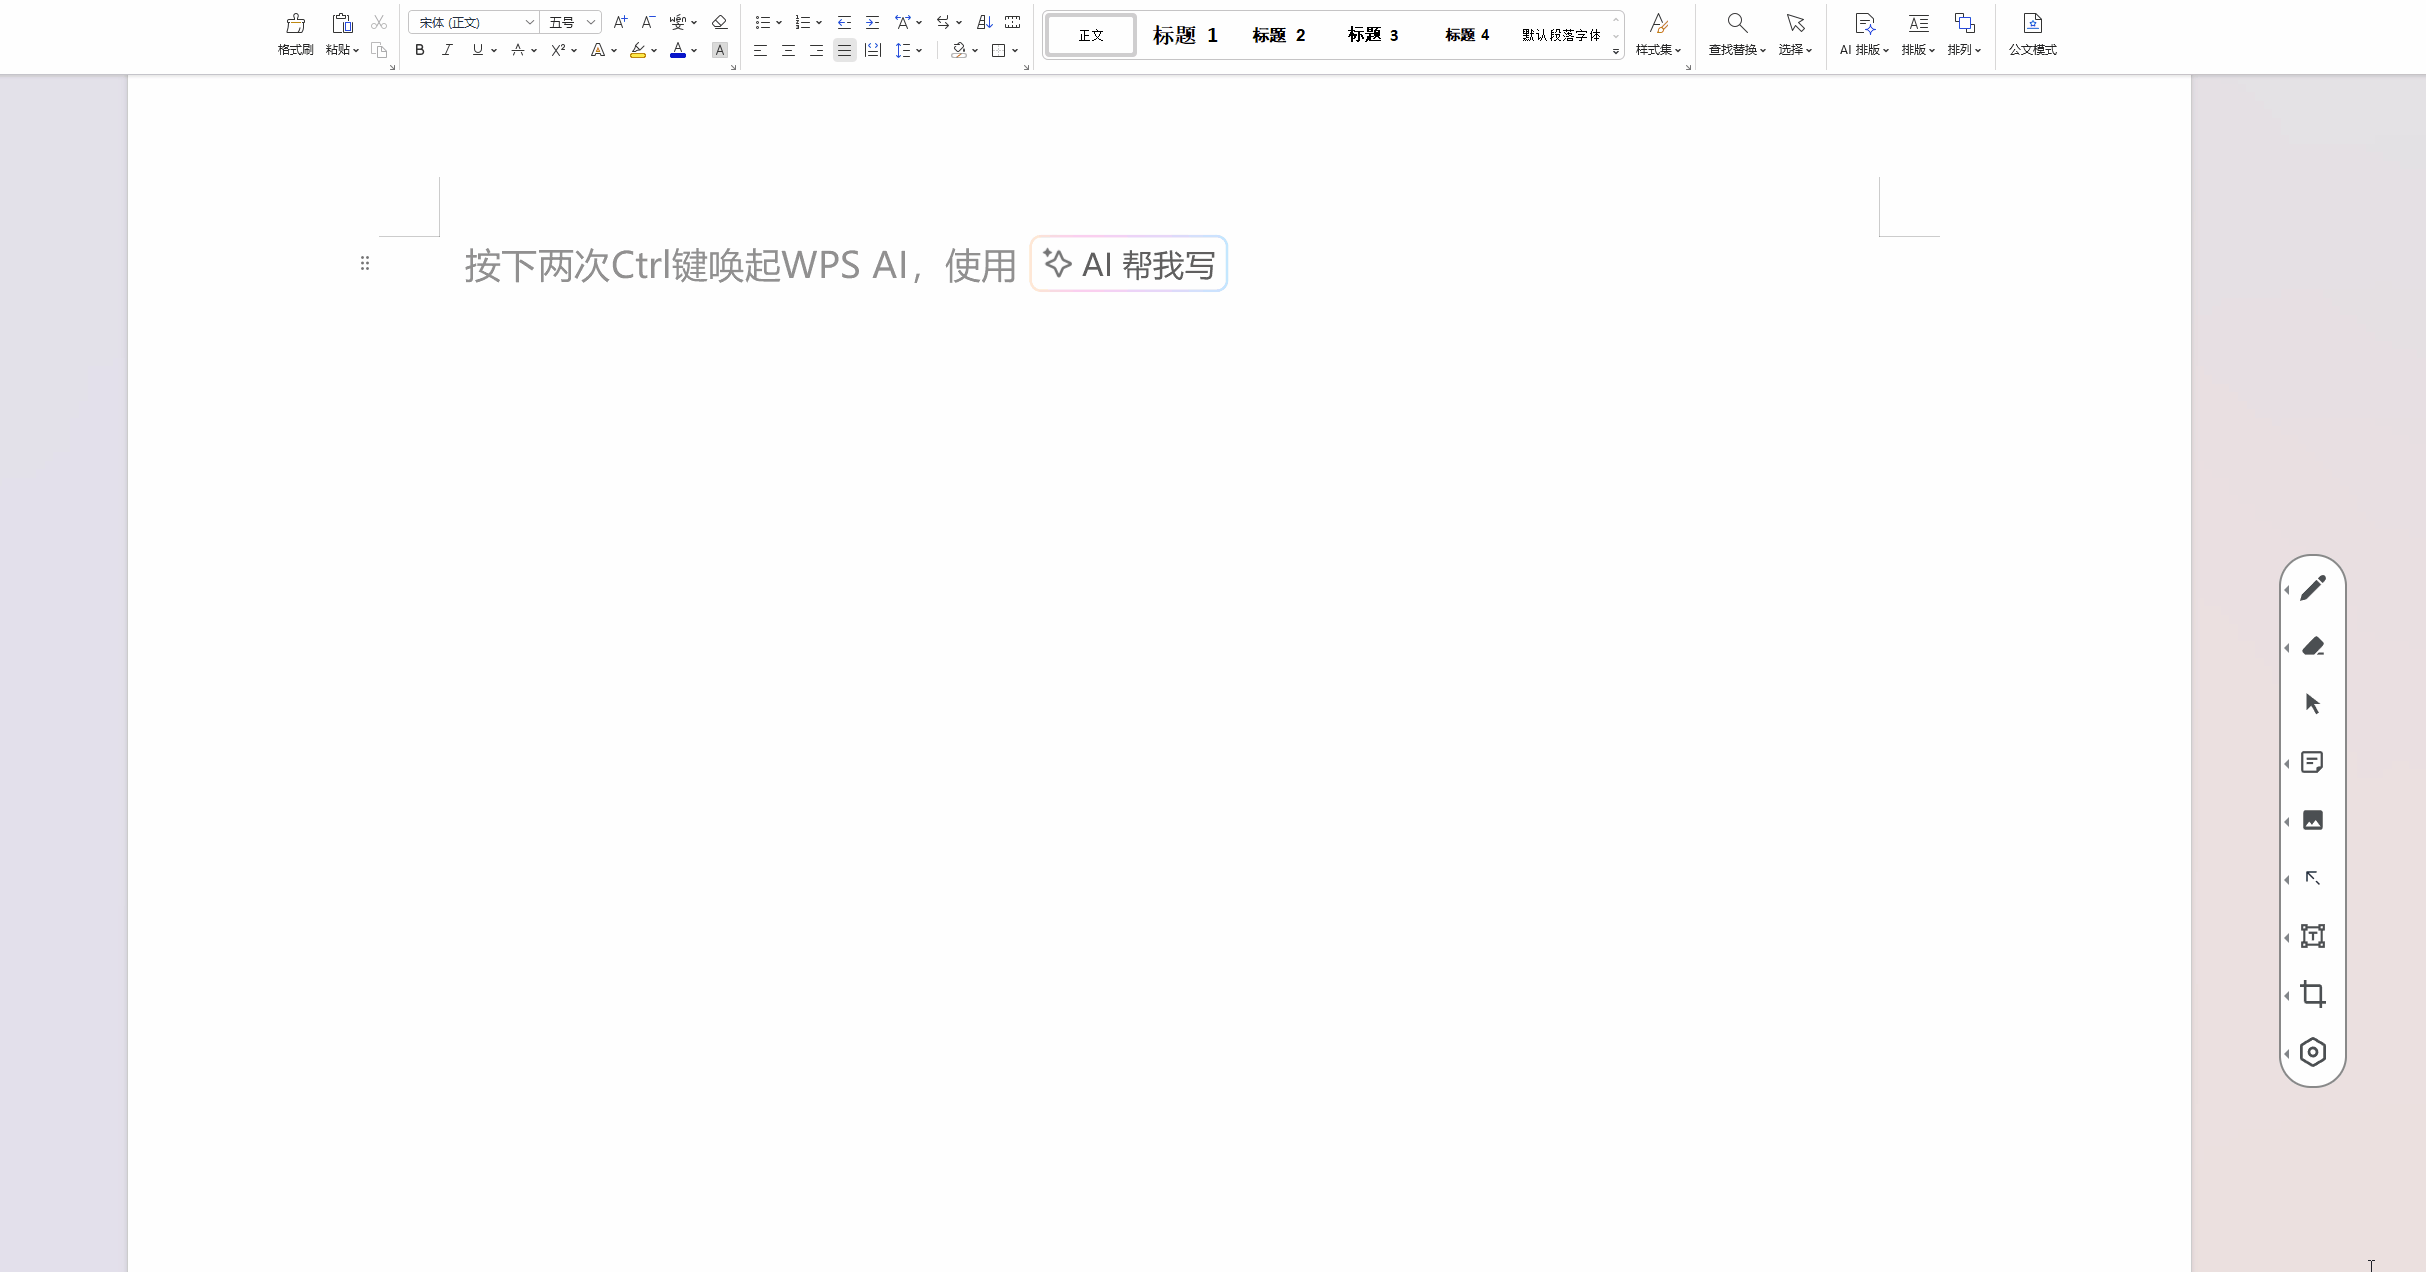 宋体 (正文) 五号
格式刷 粘贴
正文 标题 1 标题 2 标题 3 标题 4 默认段落字体
样式集 查找替换 选择 AI 排版 排版 排列 公文模式
按下两次Ctrl键唤起WPS AI，使用 AI 帮我写